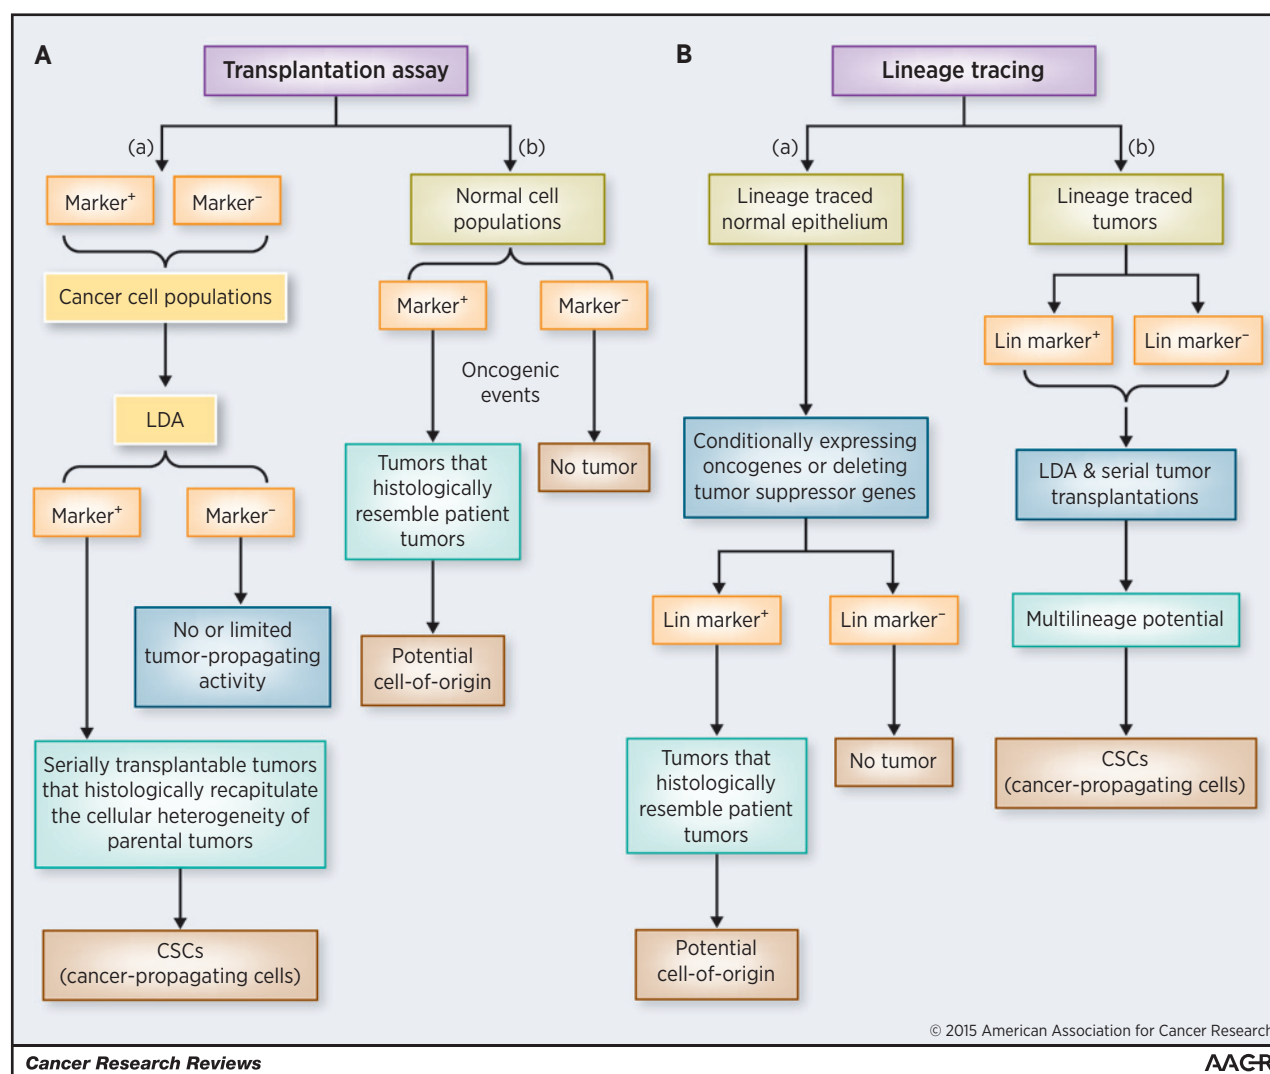 A
Transplantation assay
(a)
(b)
Marker⁺
Marker⁻
Cancer cell populations
LDA
Marker⁺
Marker⁻
No or limited
tumor-propagating
activity
Serially transplantable tumors
that histologically recapitulate
the cellular heterogeneity of
parental tumors
CSCs
(cancer-propagating cells)
Normal cell
populations
Marker⁺
Marker⁻
Oncogenic
events
Tumors that
histologically
resemble patient
tumors
No tumor
Potential
cell-of-origin
B
Lineage tracing
(a)
(b)
Lineage traced
normal epithelium
Conditionally expressing
oncogenes or deleting
tumor suppressor genes
Lin marker⁺
Lin marker⁻
Tumors that
histologically
resemble patient
tumors
No tumor
Potential
cell-of-origin
Lineage traced
tumors
Lin marker⁺
Lin marker⁻
LDA & serial tumor
transplantations
Multilineage potential
CSCs
(cancer-propagating cells)
© 2015 American Association for Cancer Research
Cancer Research Reviews
AACR